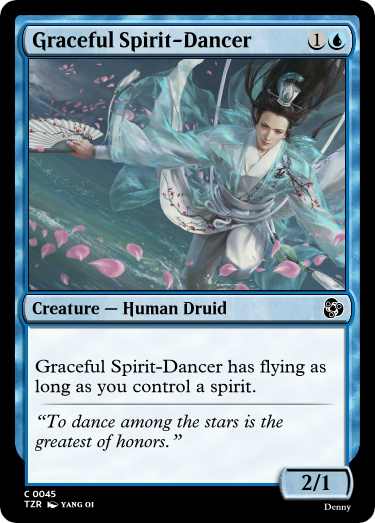 Graceful Spirit-Dancer 1
Creature — Human Druid
Graceful Spirit-Dancer has flying as
long as you control a spirit.
“To dance among the stars is the
greatest of honors.”
2/1
C 0045
TZR YANG OI
Denny